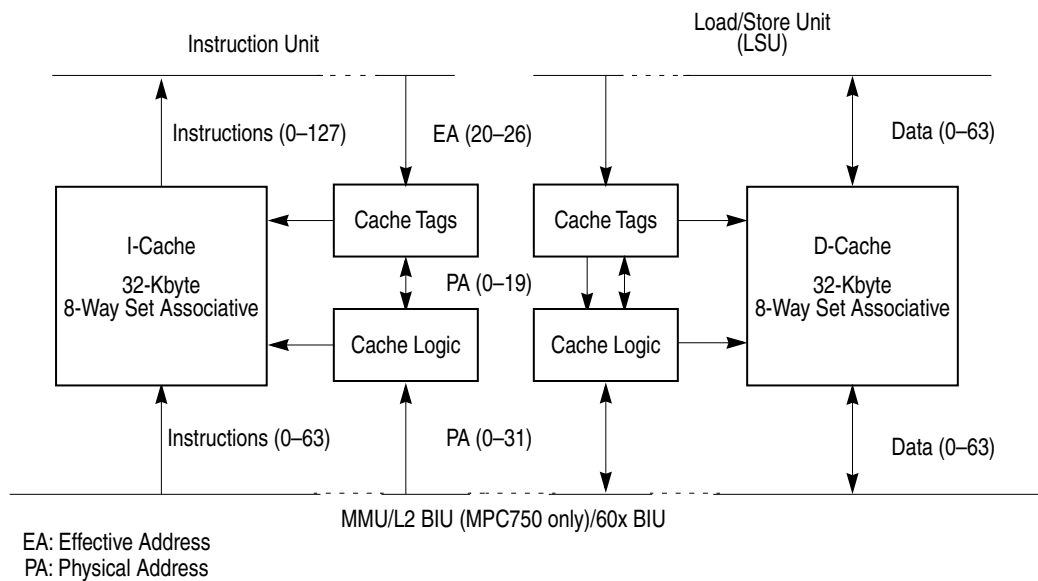 Instruction Unit
Load/Store Unit
(LSU)
Instructions (0–127)
EA (20–26)
Data (0–63)
I-Cache
32-Kbyte
8-Way Set Associative
Cache Tags
PA (0–19)
Cache Logic
Cache Tags
Cache Logic
D-Cache
32-Kbyte
8-Way Set Associative
Instructions (0–63)
PA (0–31)
Data (0–63)
MMU/L2 BIU (MPC750 only)/60x BIU
EA: Effective Address
PA: Physical Address